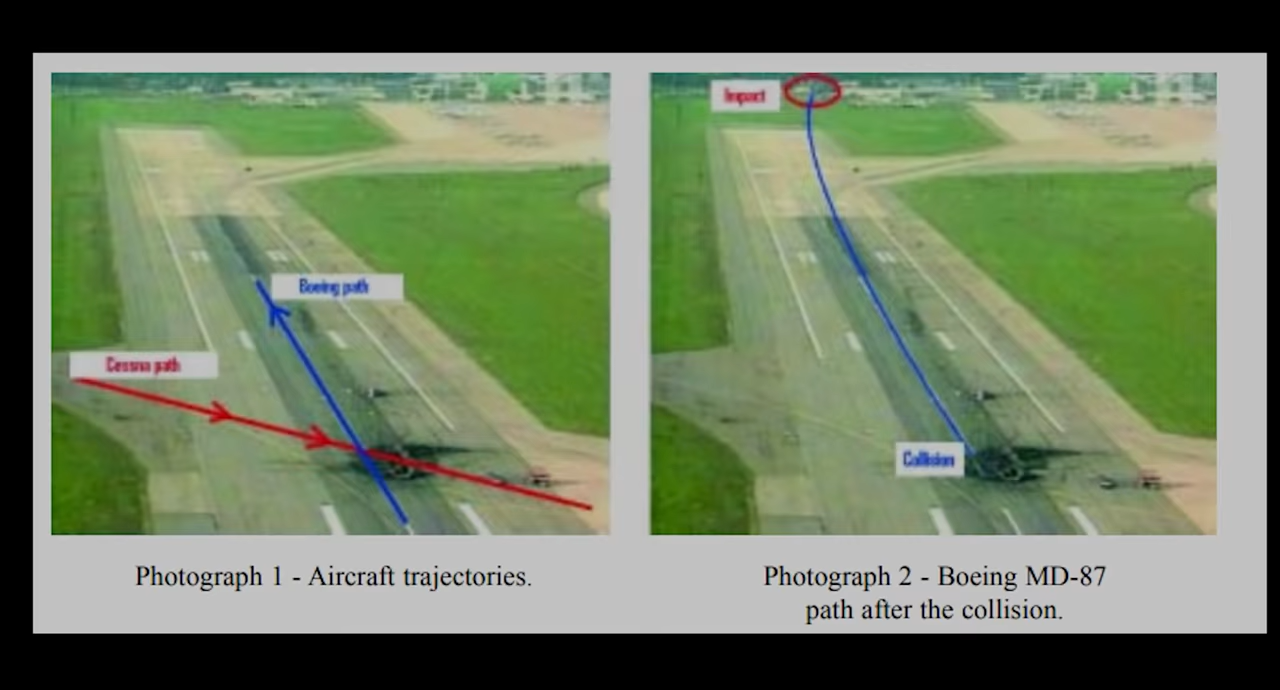 Boeing path
Cessna path
Impact
Collision
Photograph 1 - Aircraft trajectories.
Photograph 2 - Boeing MD-87
path after the collision.